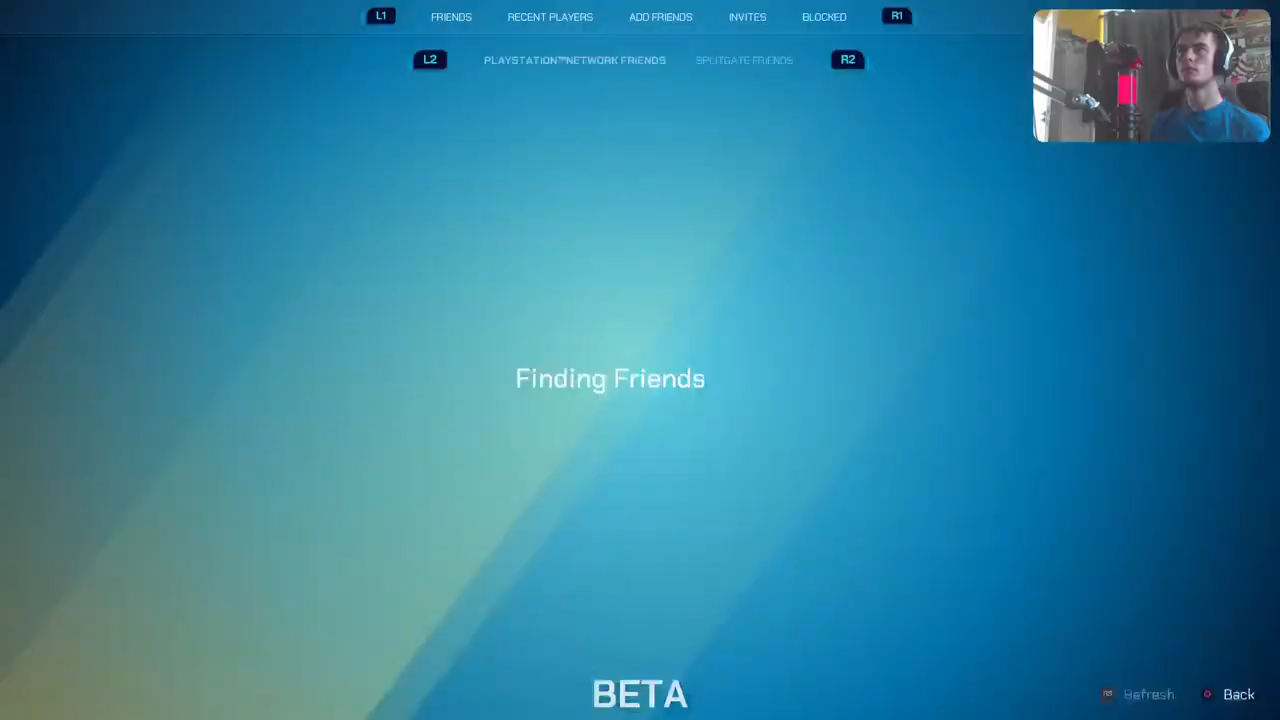 L1 FRIENDS RECENT PLAYERS ADD FRIENDS INVITES BLOCKED R1
L2 PLAYSTATION™NETWORK FRIENDS SPLITGATE FRIENDS R2
Finding Friends
BETA
Refresh Back